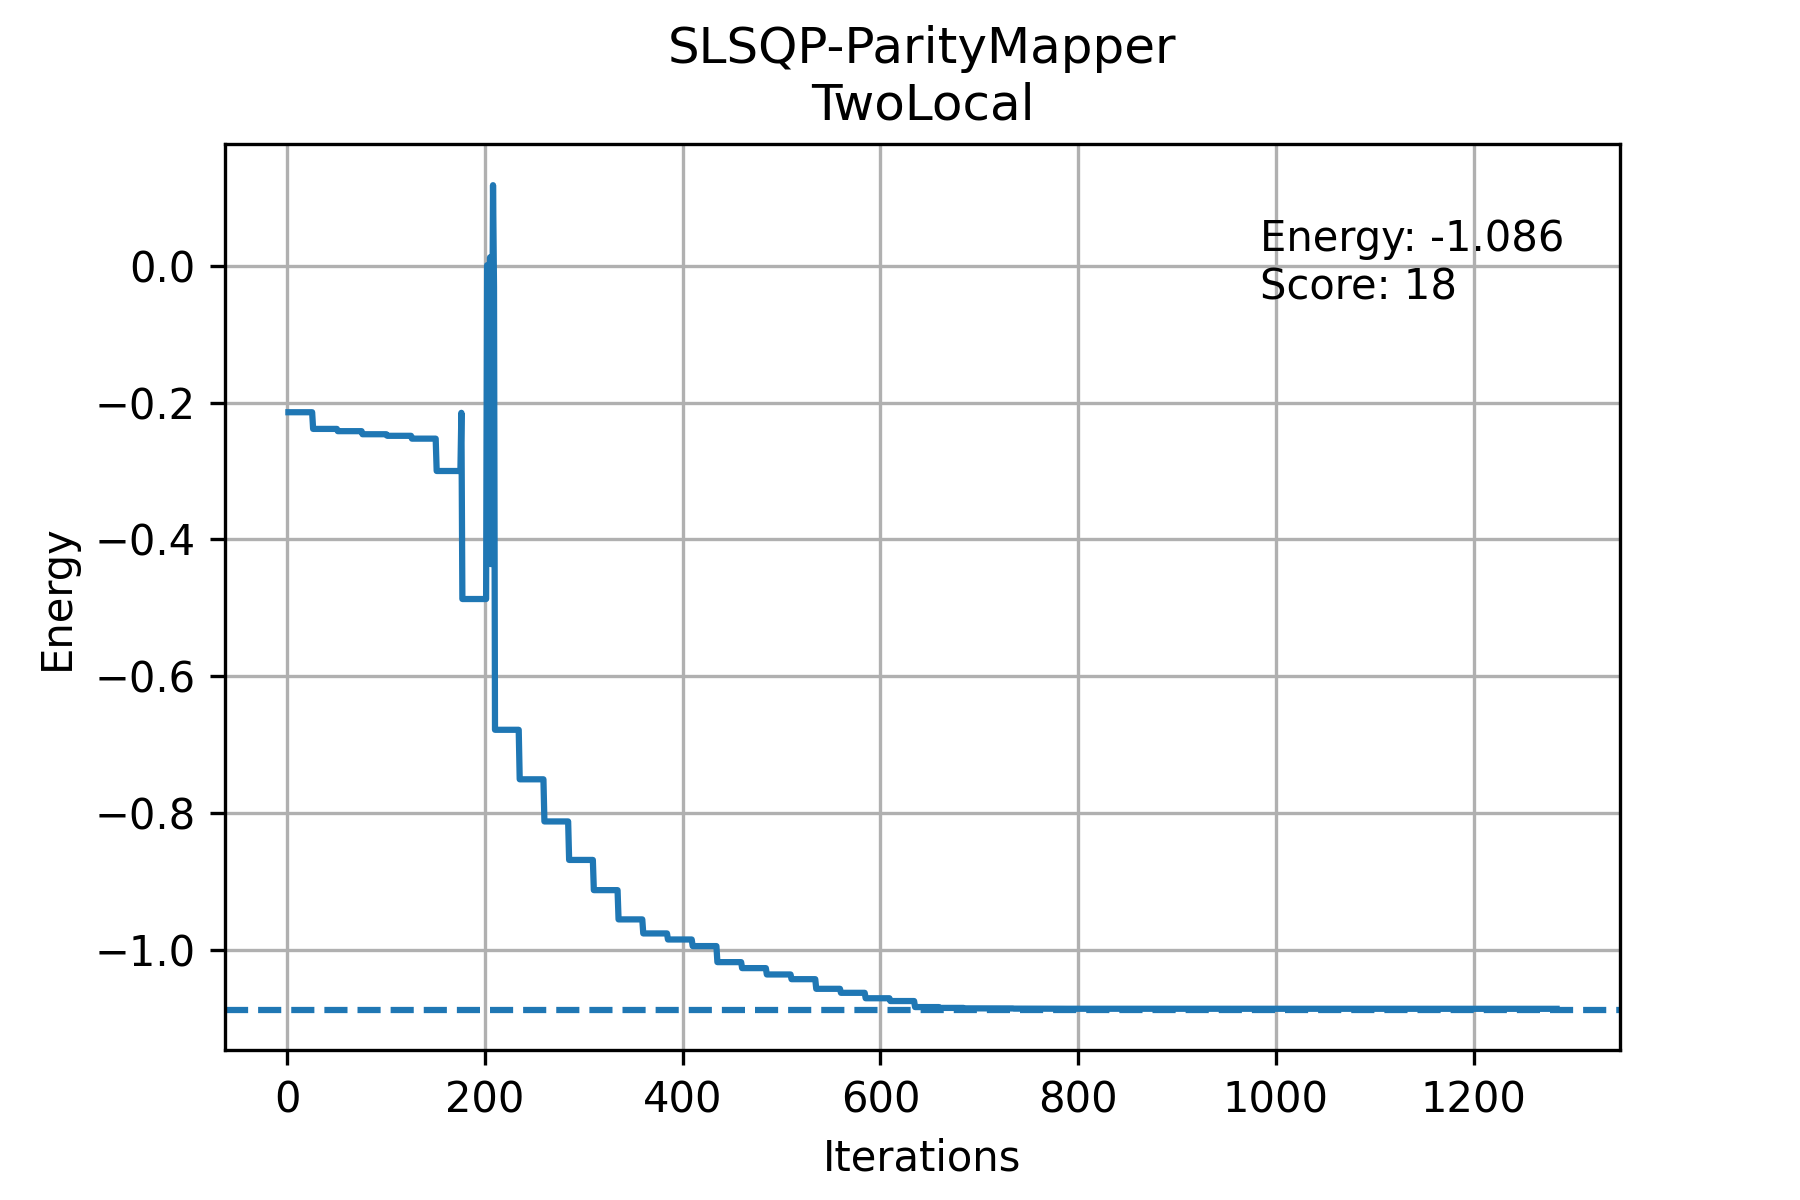 SLSQP-ParityMapper
TwoLocal
Energy: -1.086
Score: 18
0.0
−0.2
−0.4
−0.6
−0.8
−1.0
Energy
0 200 400 600 800 1000 1200
Iterations